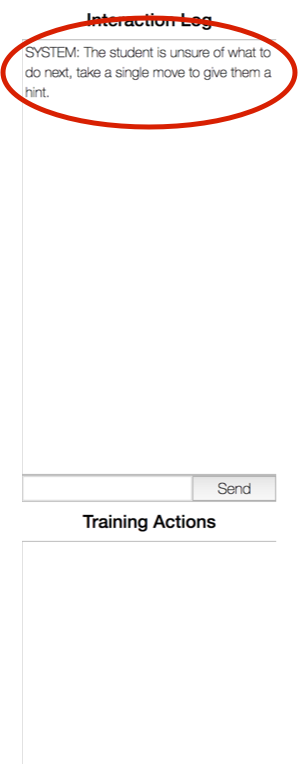 Interaction Log
SYSTEM: The student is unsure of what to
do next, take a single move to give them a
hint.
Send
Training Actions